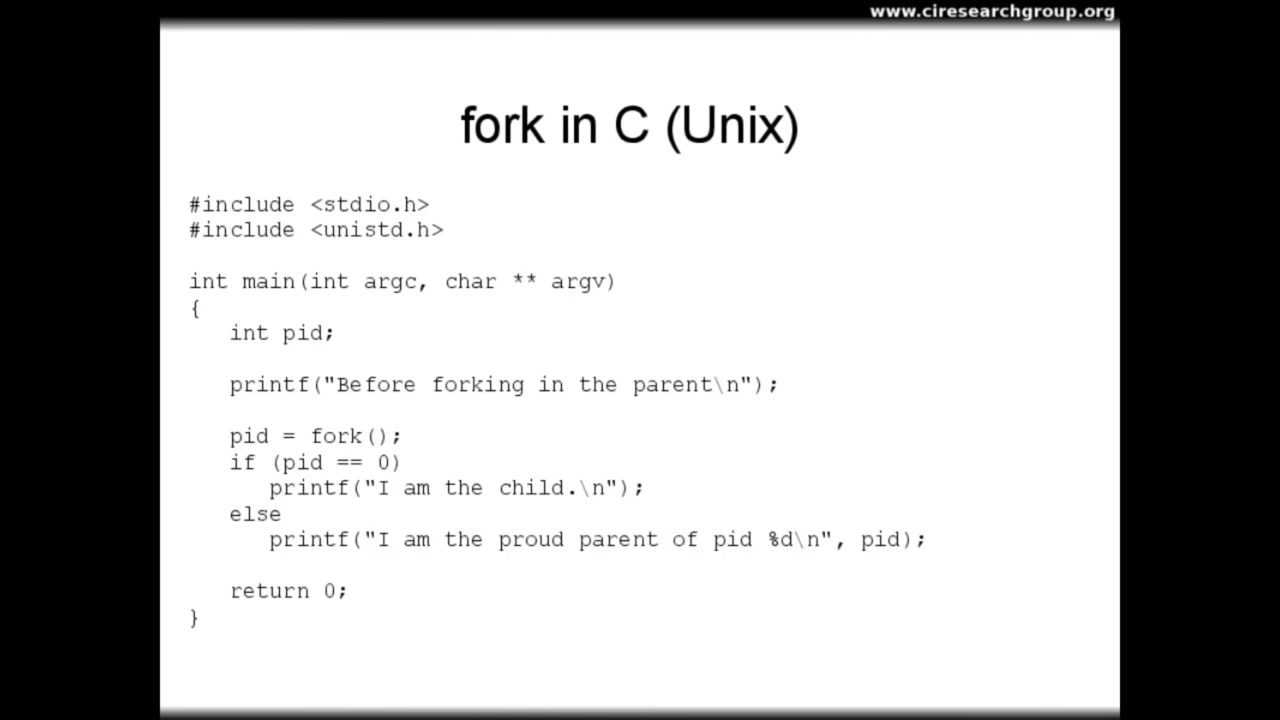 www.ciresearchgroup.org
fork in C (Unix)
#include <stdio.h>
#include <unistd.h>
int main(int argc, char ** argv)
{
int pid;
printf("Before forking in the parent\n");
pid = fork();
if (pid == 0)
printf("I am the child.\n");
else
printf("I am the proud parent of pid %d\n", pid);
return 0;
}